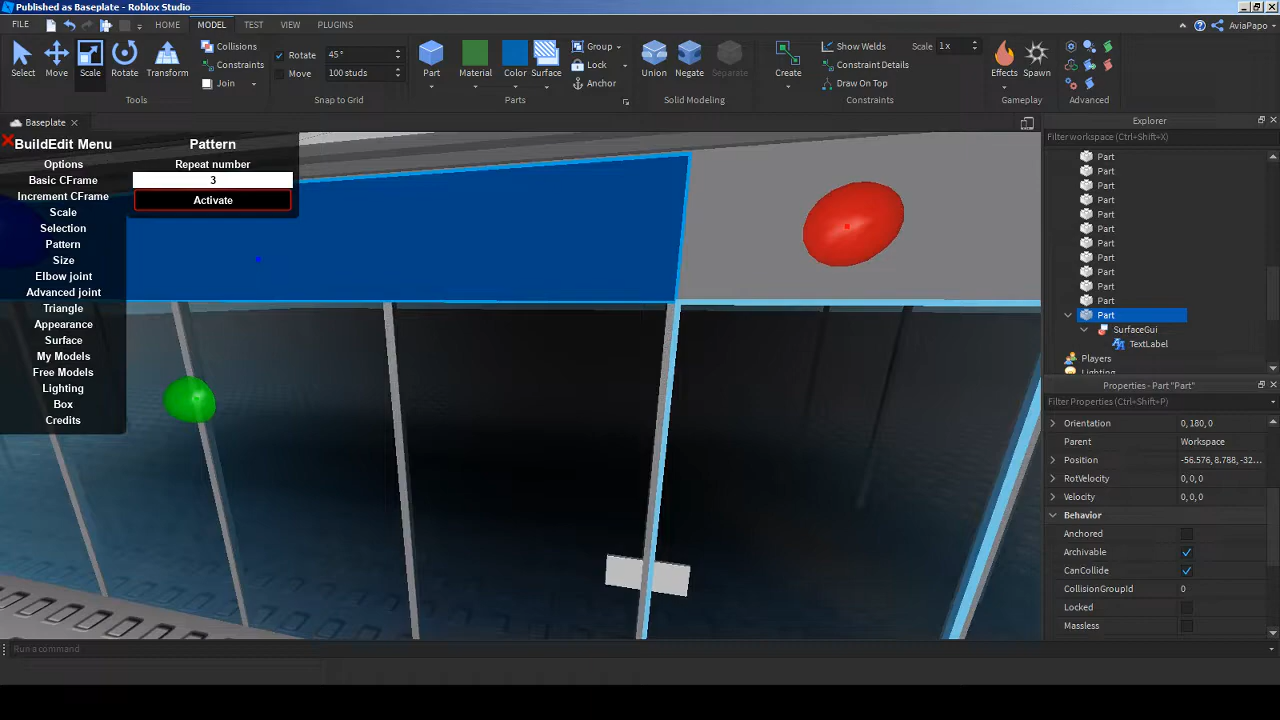 Published as Baseplate - Roblox Studio
FILE HOME MODEL TEST VIEW PLUGINS AviaPapo
Select Move Scale Rotate Transform Collisions Constraints Join Tools
Rotate 45° Move 100 studs Snap to Grid
Part Material Color Surface Group Lock Anchor Parts
Union Negate Separate Solid Modeling
Create Show Welds Scale 1x Constraint Details Draw On Top Constraints
Effects Spawn Gameplay Advanced
Baseplate
BuildEdit Menu
Options
Basic CFrame
Increment CFrame
Scale
Selection
Pattern
Size
Elbow joint
Advanced joint
Triangle
Appearance
Surface
My Models
Free Models
Lighting
Box
Credits
Pattern
Repeat number
3
Activate
Explorer
Filter workspace (Ctrl+Shift+X)
Part
Part
Part
Part
Part
Part
Part
Part
Part
Part
Part
Part
SurfaceGui
TextLabel
Players
Lighting
Properties - Part "Part"
Filter Properties (Ctrl+Shift+P)
Orientation 0, 180, 0
Parent Workspace
Position -56.576, 8.788, -32...
RotVelocity 0, 0, 0
Velocity 0, 0, 0
Behavior
Anchored
Archivable
CanCollide
CollisionGroupId 0
Locked
Massless
Run a command